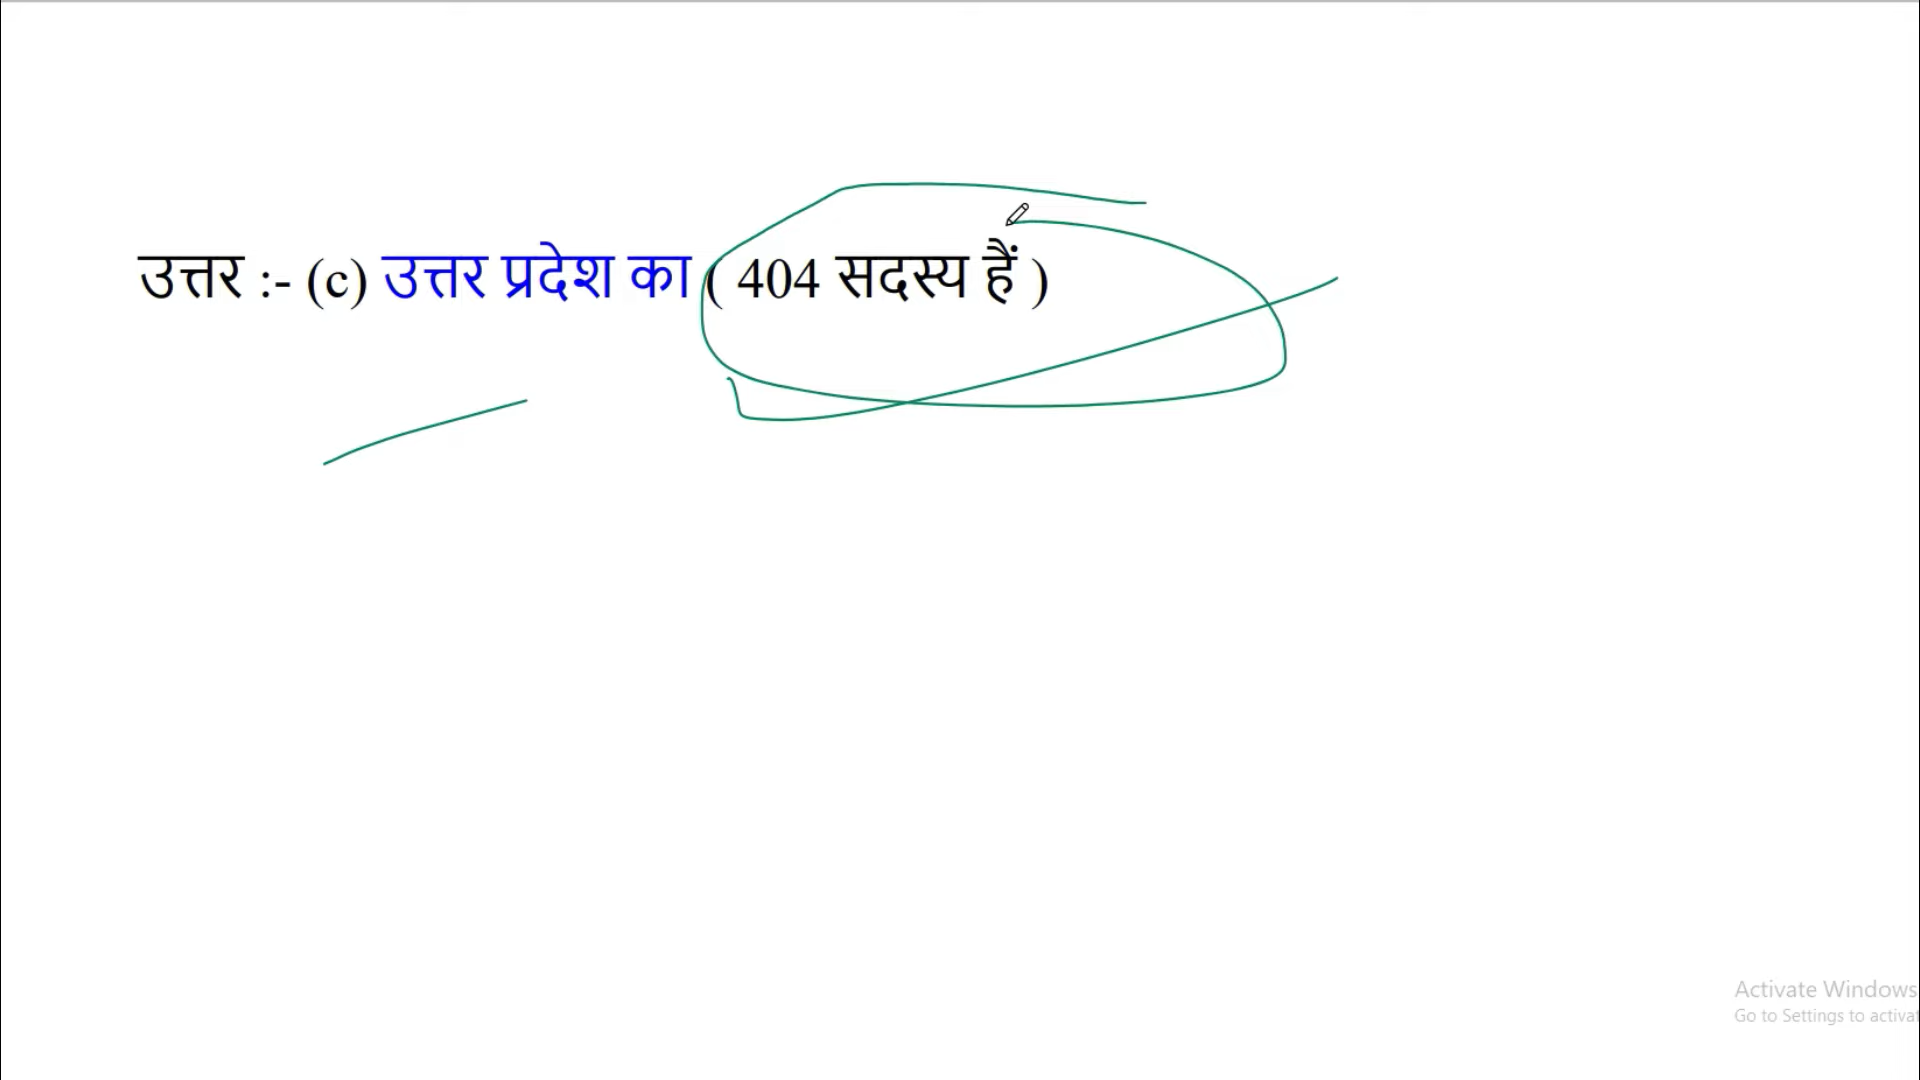 उत्तर :- (c) उत्तर प्रदेश का ( 404 सदस्य हैं )
Activate Windows
Go to Settings to activat